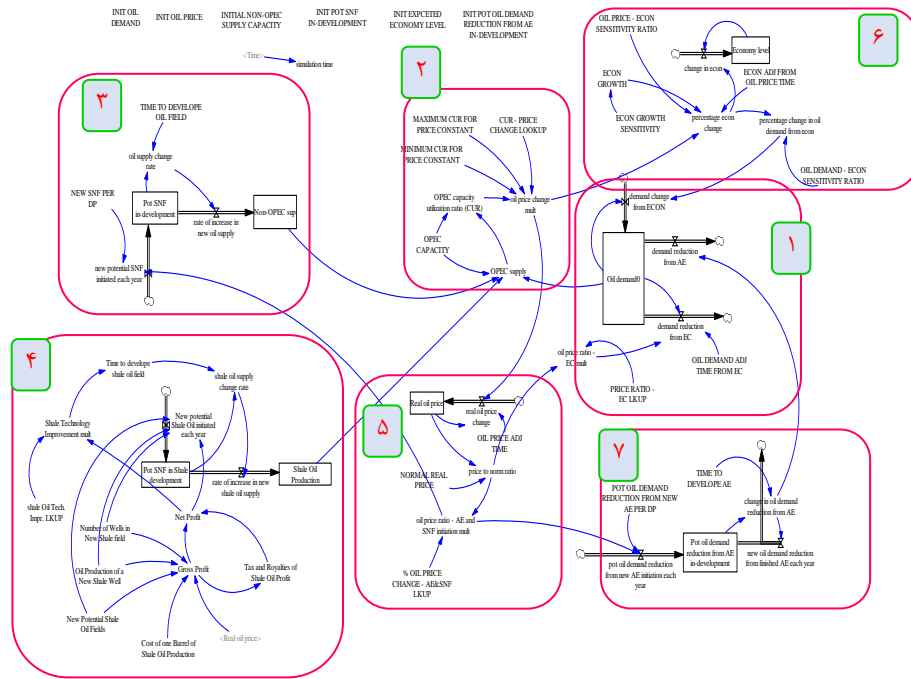 INIT OIL
DEMAND
INIT OIL PRICE
INITIAL NON-OPEC
SUPPLY CAPACITY
INIT POT SNF
IN-DEVELOPMENT
INIT EXPCETED
ECONOMY LEVEL
INIT POT OIL DEMAND
REDUCTION FROM AE
IN-DEVELOPMENT
<Time>
simulation time
۳
TIME TO DEVELOPE
OIL FIELD
oil supply change
rate
NEW SNF PER
DP
Pot SNF
in-development
Non-OPEC sup
rate of increase in
new oil supply
new potential SNF
initiated each year
۲
MAXIMUM CUR FOR
PRICE CONSTANT
CUR - PRICE
CHANGE LOOKUP
MINIMUM CUR FOR
PRICE CONSTANT
OPEC capacity
utilization ratio (CUR)
oil price change
mult
OPEC
CAPACITY
OPEC supply
۶
OIL PRICE - ECON
SENSITIVITY RATIO
Economy level
change in econ
ECON
GROWTH
ECON ADJ FROM
OIL PRICE TIME
ECON GROWTH
SENSITIVITY
percentage econ
change
percentage change in oil
demand from econ
OIL DEMAND - ECON
SENSITIVITY RATIO
۱
demand change
from ECON
demand reduction
from AE
Oil demand0
demand reduction
from EC
oil price ratio -
EC mult
OIL DEMAND ADJ
TIME FROM EC
PRICE RATIO -
EC LKUP
۴
Time to develope
shale oil field
shale oil supply
change rate
Shale Technology
Improvement mult
New potential
Shale Oil initiated
each year
Pot SNF in Shale
development
Shale Oil
Production
rate of increase in new
shale oil supply
shale Oil Tech.
Impr. LKUP
Net Profit
Number of Wells in
New Shale field
Oil Production of a
New Shale Well
Gross Profit
Tax and Royalties of
Shale Oil Profit
New Potential Shale
Oil Fields
Cost of one Barrel of
Shale Oil Production
<Real oil price>
۵
Real oil price
real oil price
change
OIL PRICE ADJ
TIME
NORMAL REAL
PRICE
price to norm ratio
oil price ratio - AE and
SNF initiation mult
% OIL PRICE
CHANGE - AE&SNF
LKUP
۷
POT OIL DEMAND
REDUCTION FROM NEW
AE PER DP
TIME TO
DEVELOP AE
change in oil demand
reduction from AE
Pot oil demand
reduction from AE
in-development
pot oil demand reduction
from new AE initiation each
year
new oil demand reduction
from finished AE each year